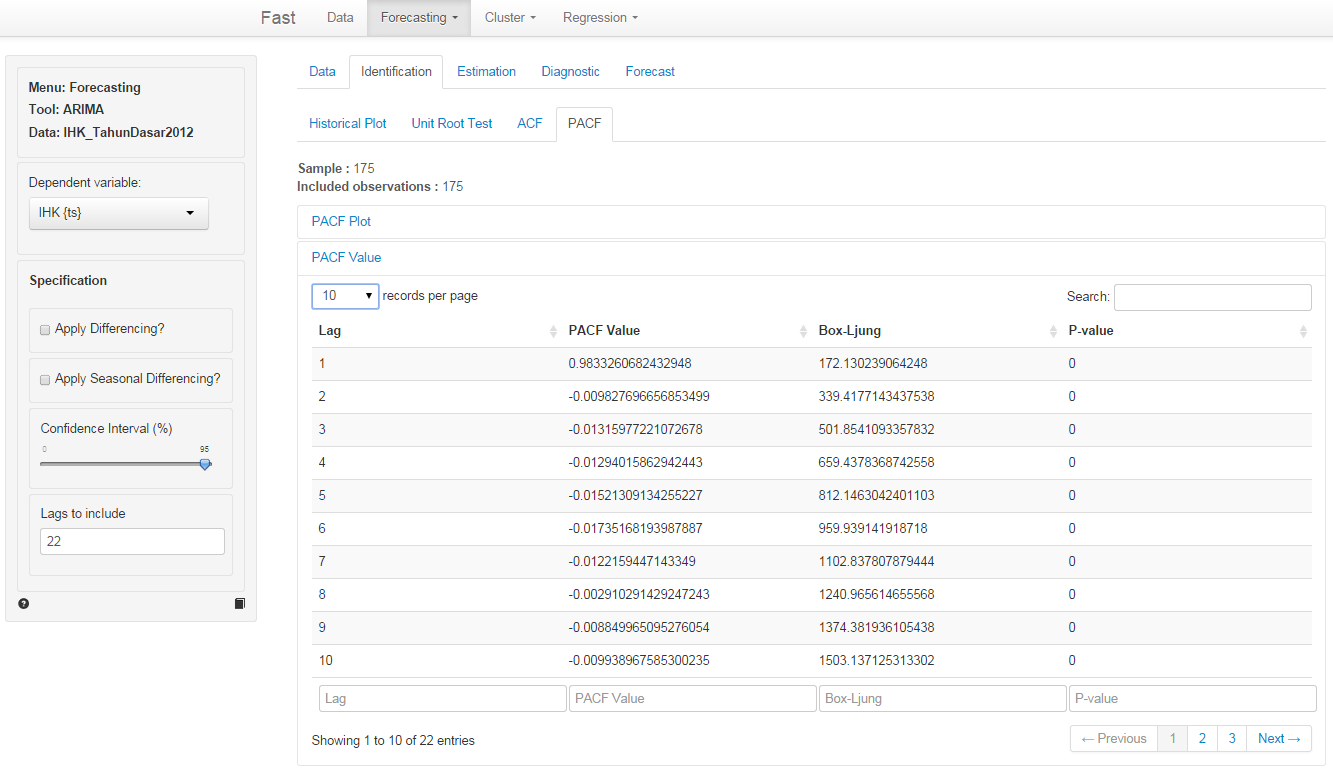 Fast Data Forecasting Cluster Regression
Menu: Forecasting
Tool: ARIMA
Data: IHK_TahunDasar2012
Dependent variable:
IHK {ts}
Specification
Apply Differencing?
Apply Seasonal Differencing?
Confidence Interval (%)
0 95
Lags to include
22
Data Identification Estimation Diagnostic Forecast
Historical Plot Unit Root Test ACF PACF
Sample : 175
Included observations : 175
PACF Plot
PACF Value
10 records per page Search:
Lag PACF Value Box-Ljung P-value
1 0.9833260682432948 172.130239064248 0
2 -0.009827696656853499 339.4177143437538 0
3 -0.01315977221072678 501.8541093357832 0
4 -0.01294015862942443 659.4378368742558 0
5 -0.01521309134255227 812.1463042401103 0
6 -0.01735168193987887 959.939141918718 0
7 -0.0122159447143349 1102.837807879444 0
8 -0.002910291429247243 1240.965614655568 0
9 -0.008849965095276054 1374.381936105438 0
10 -0.009938967585300235 1503.137125313302 0
Lag PACF Value Box-Ljung P-value
Showing 1 to 10 of 22 entries
← Previous 1 2 3 Next →